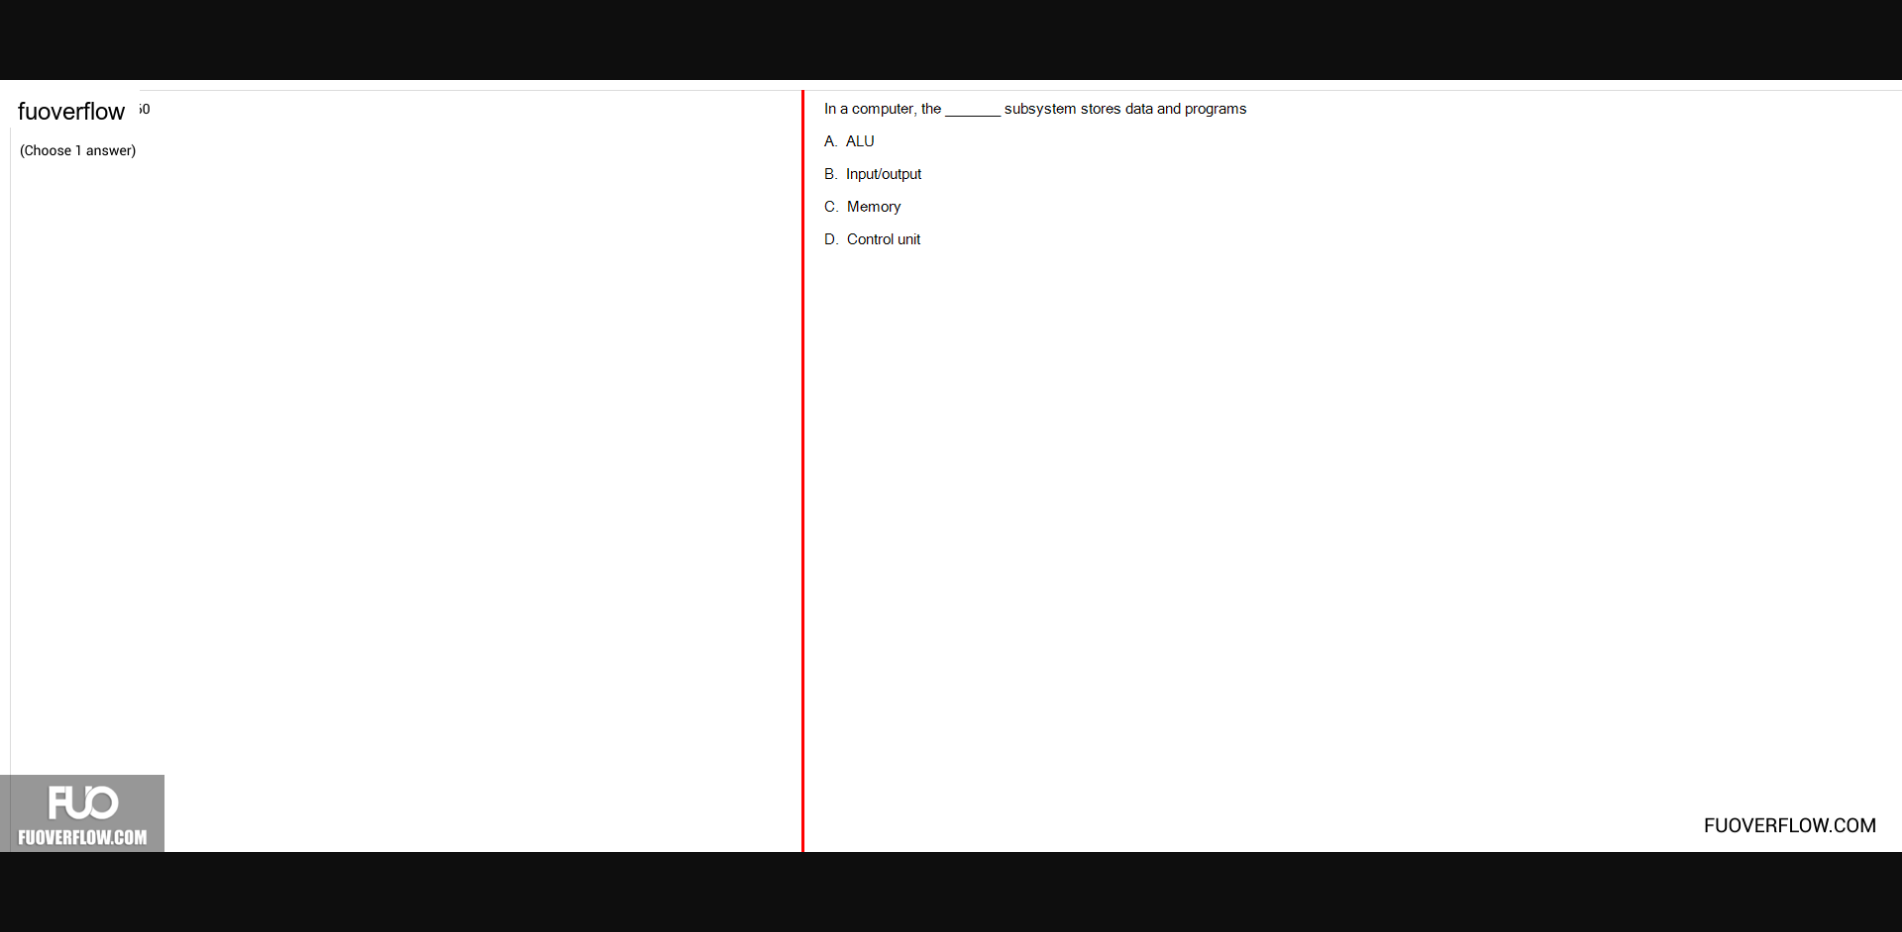 fuoverflow
(Choose 1 answer)
In a computer, the _______ subsystem stores data and programs
A. ALU
B. Input/output
C. Memory
D. Control unit
FUO
FUOVERFLOW.COM
FUOVERFLOW.COM